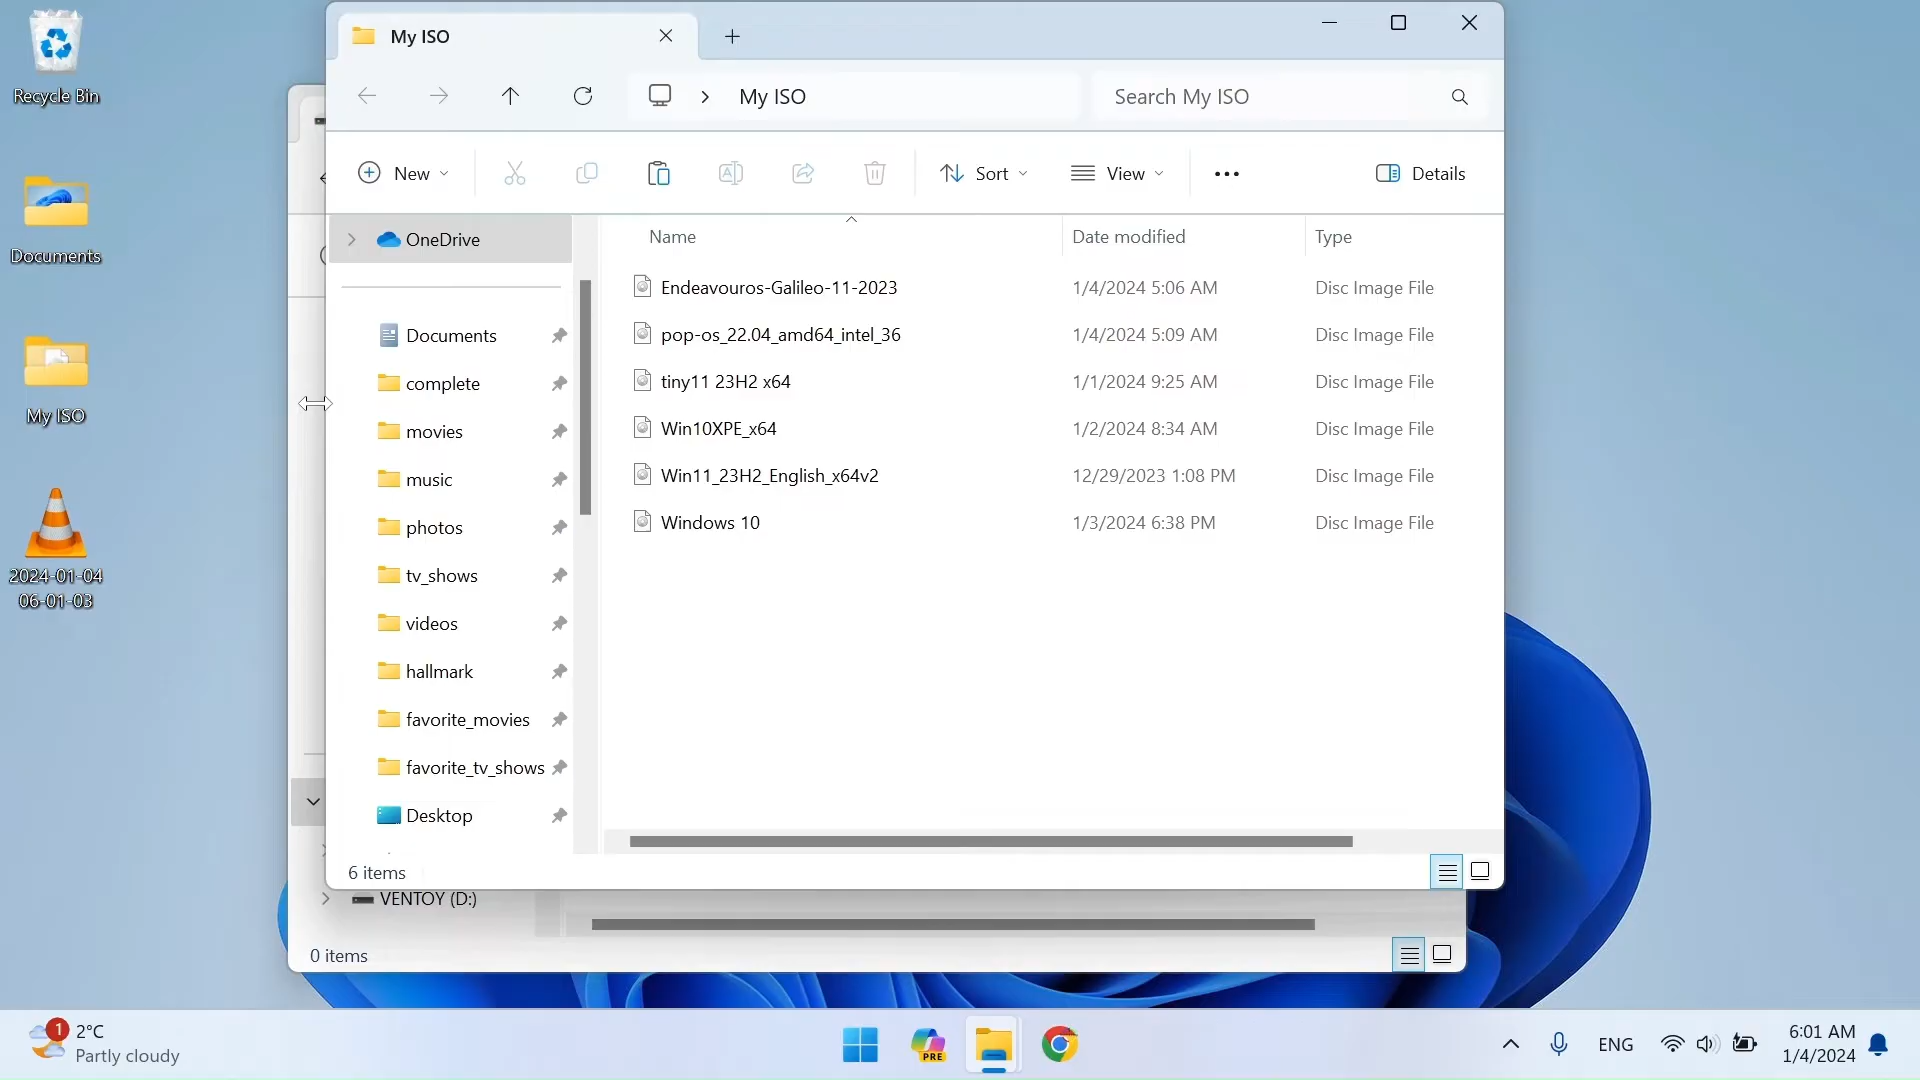 Recycle Bin
Documents
My ISO
2024-01-04
06-01-03
My ISO
My ISO
Search My ISO
New
Sort
View
Details
OneDrive
Documents
complete
movies
music
photos
tv_shows
videos
hallmark
favorite_movies
favorite_tv_shows
Desktop
Name Date modified Type
Endeavouros-Galileo-11-2023 1/4/2024 5:06 AM Disc Image File
pop-os_22.04_amd64_intel_36 1/4/2024 5:09 AM Disc Image File
tiny11 23H2 x64 1/1/2024 9:25 AM Disc Image File
Win10XPE_x64 1/2/2024 8:34 AM Disc Image File
Win11_23H2_English_x64v2 12/29/2023 1:08 PM Disc Image File
Windows 10 1/3/2024 6:38 PM Disc Image File
6 items
VENTOY (D:)
0 items
1
2°C
Partly cloudy
PRE
ENG
6:01 AM
1/4/2024